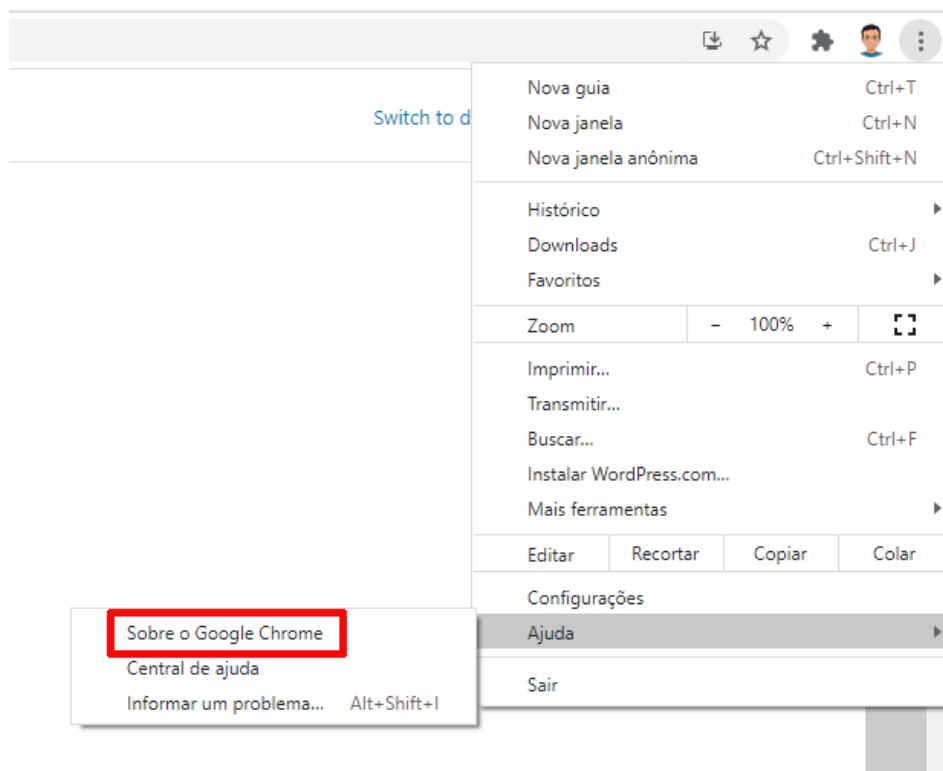 Switch to d
Nova guia Ctrl+T
Nova janela Ctrl+N
Nova janela anônima Ctrl+Shift+N
Histórico
Downloads Ctrl+J
Favoritos
Zoom - 100% +
Imprimir... Ctrl+P
Transmitir...
Buscar... Ctrl+F
Instalar WordPress.com...
Mais ferramentas
Editar Recortar Copiar Colar
Configurações
Ajuda
Sobre o Google Chrome
Central de ajuda
Informar um problema... Alt+Shift+I
Sair